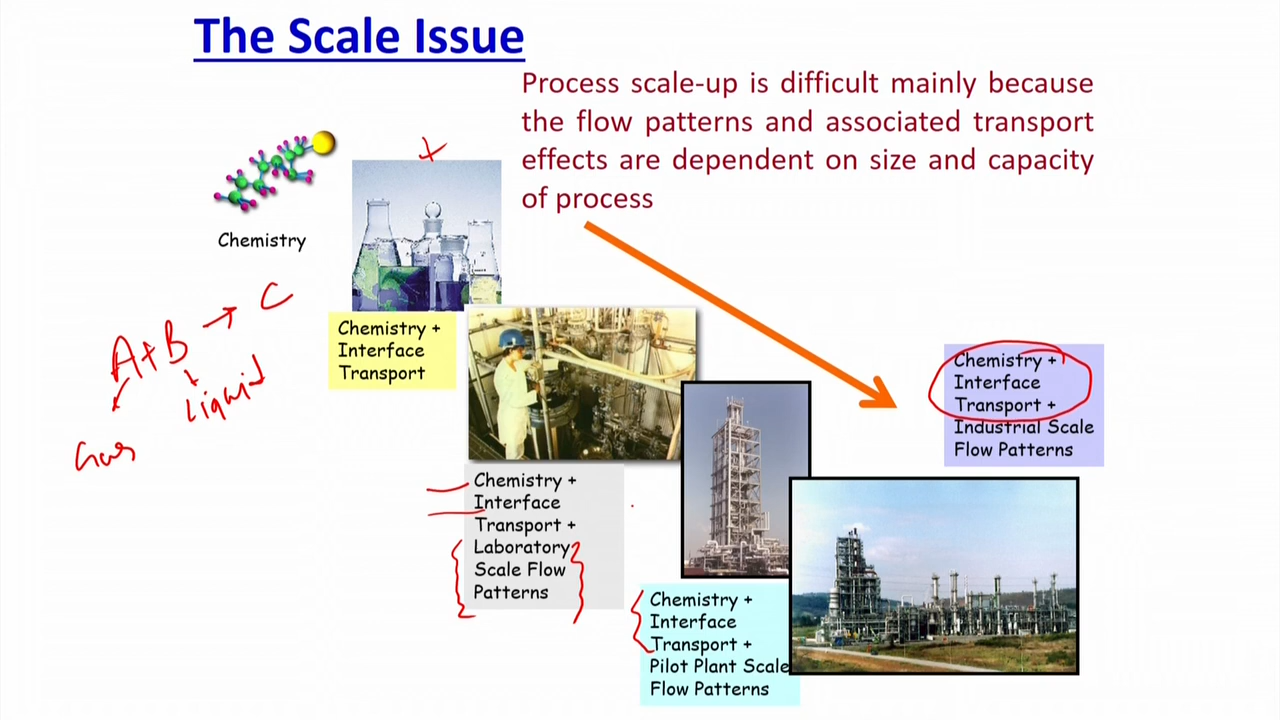 The Scale Issue
Process scale-up is difficult mainly because
the flow patterns and associated transport
effects are dependent on size and capacity
of process
Chemistry
A+B → C
Gas
Liquid
Chemistry +
Interface
Transport
Chemistry +
Interface
Transport +
Laboratory
Scale Flow
Patterns
Chemistry +
Interface
Transport +
Pilot Plant Scale
Flow Patterns
Chemistry +
Interface
Transport +
Industrial Scale
Flow Patterns